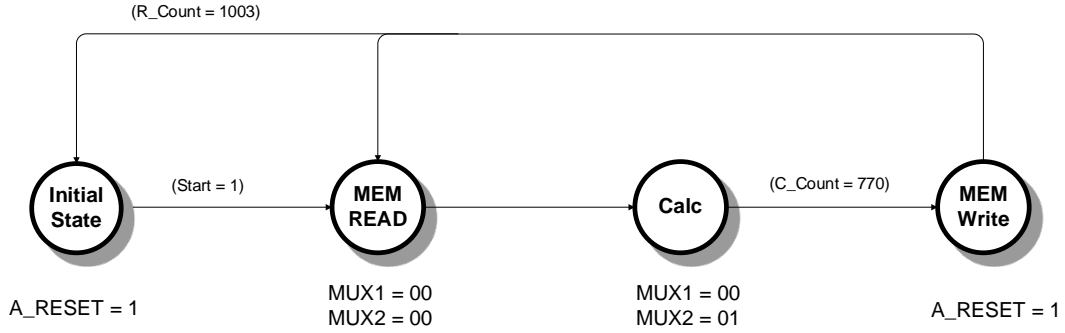 (R_Count = 1003)
Initial
State
(Start = 1)
MEM
READ
Calc
(C_Count = 770)
MEM
Write
A_RESET = 1
MUX1 = 00
MUX2 = 00
MUX1 = 00
MUX2 = 01
A_RESET = 1